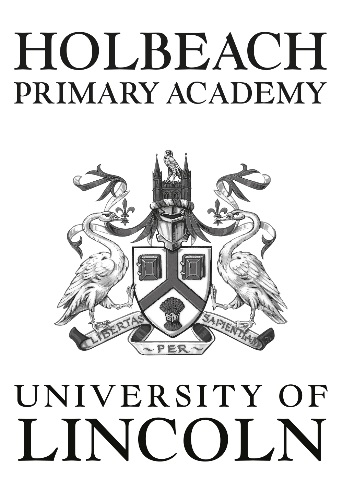 HOLBEACH
PRIMARY ACADEMY
LIBERTAS PER SAPIENTIAM
UNIVERSITY OF
LINCOLN